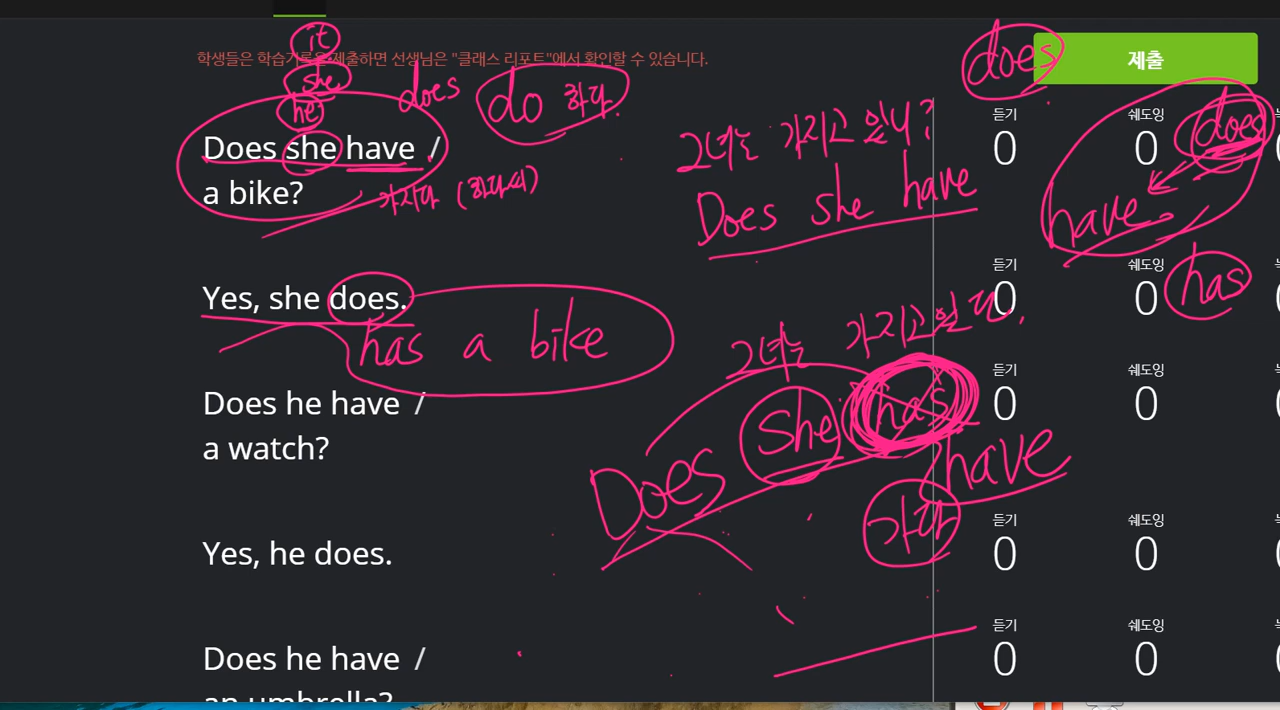 it
학생들은 학습기록을 제출하면 선생님은 "클래스 리포트"에서 확인할 수 있습니다.
does
제출
she
does
do 하다.
he
듣기
쉐도잉
0
0
does
Does she have /
a bike?
가지다
그녀는 가지고 있니?
Does she have
have
Yes, she does.
has a bike
듣기
쉐도잉
0
0
has
그녀는 가지고 있다.
Does he have /
a watch?
Does she has
have
듣기
쉐도잉
0
0
Yes, he does.
듣기
쉐도잉
0
0
Does he have /
an umbrella?
듣기
쉐도잉
0
0